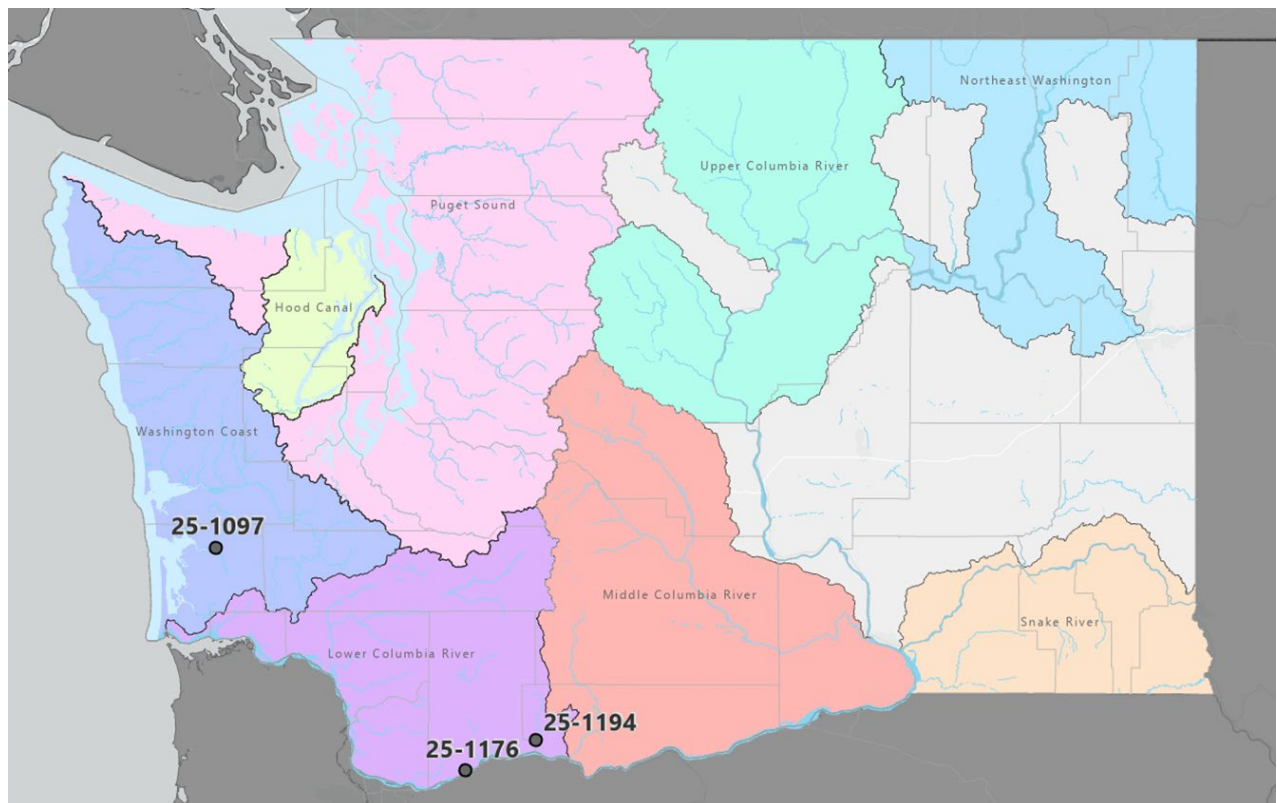 Northeast Washington
Upper Columbia River
Puget Sound
Hood Canal
Washington Coast
25-1097
Middle Columbia River
Snake River
Lower Columbia River
25-1194
25-1176